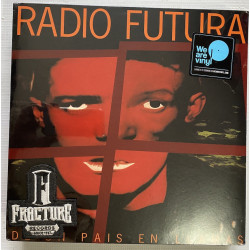 RADIO FUTURA
We
are
vinyl
FRACTURE
RECORDS
PAIS EN